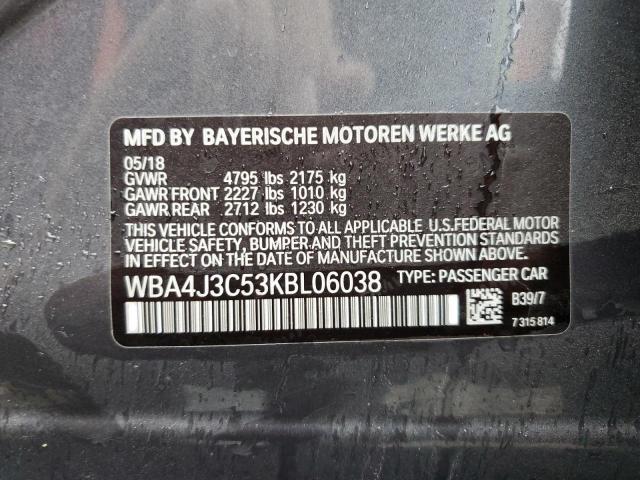 MFD BY BAYERISCHE MOTOREN WERKE AG
05/18
GVWR 4795 lbs 2175 kg
GAWR FRONT 2227 lbs 1010 kg
GAWR REAR 2712 lbs 1230 kg
THIS VEHICLE CONFORMS TO ALL APPLICABLE U.S.FEDERAL MOTOR
VEHICLE SAFETY, BUMPER, AND THEFT PREVENTION STANDARDS
IN EFFECT ON THE DATE OF MANUFACTURE SHOWN ABOVE.
WBA4J3C53KBL06038 TYPE: PASSENGER CAR
B39/7
7 315 814